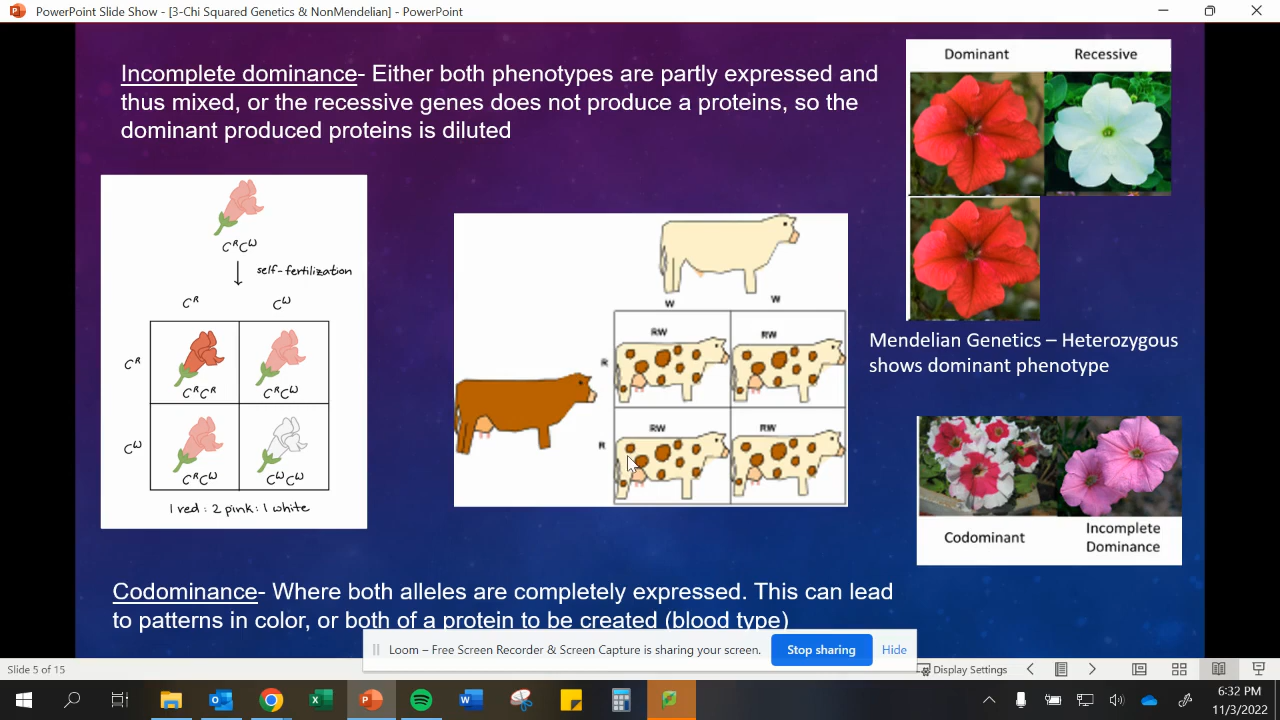 PowerPoint Slide Show - [3-Chi Squared Genetics & NonMendelian] - PowerPoint
Incomplete dominance- Either both phenotypes are partly expressed and
thus mixed, or the recessive genes does not produce a proteins, so the
dominant produced proteins is diluted
Dominant Recessive
CᴿCᵂ
self-fertilization
Cᴿ Cᵂ
Cᴿ
CᴿCᴿ CᴿCᵂ
Cᵂ
CᴿCᵂ CᵂCᵂ
1 red : 2 pink : 1 white
W W
RW RW
R
RW RW
R
Mendelian Genetics – Heterozygous
shows dominant phenotype
Codominant
Incomplete
Dominance
Codominance- Where both alleles are completely expressed. This can lead
to patterns in color, or both of a protein to be created (blood type)
Loom – Free Screen Recorder & Screen Capture is sharing your screen. Stop sharing Hide
Slide 5 of 15
Display Settings
6:32 PM
11/3/2022